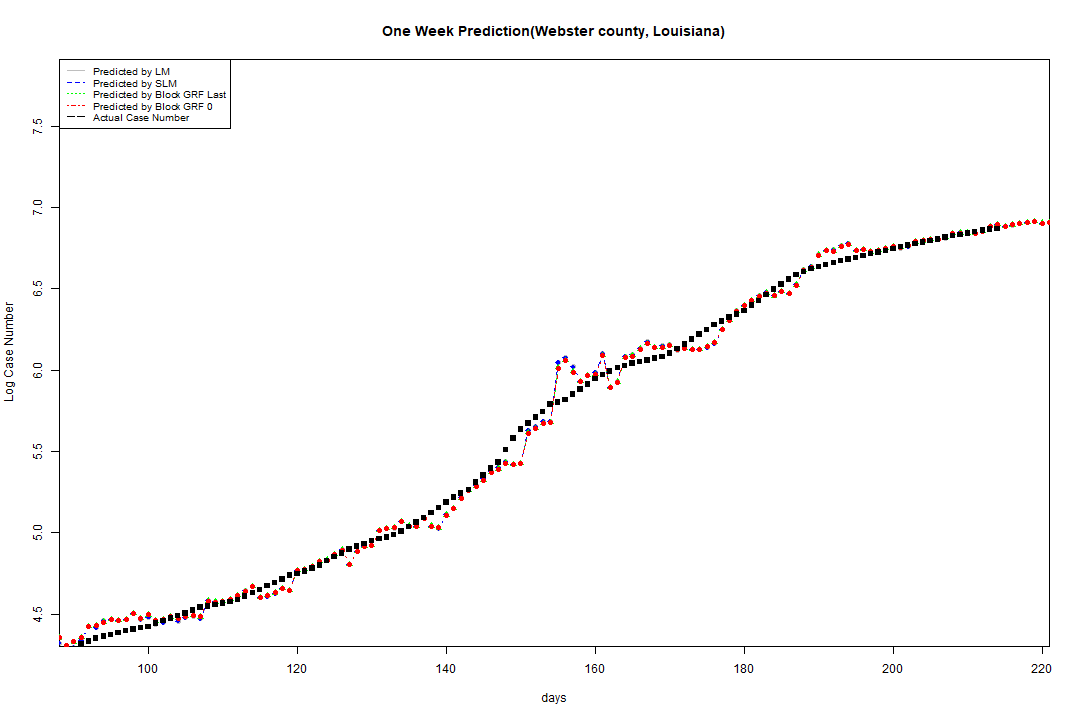 One Week Prediction(Webster county, Louisiana)
Predicted by LM
Predicted by SLM
Predicted by Block GRF Last
Predicted by Block GRF 0
Actual Case Number
Log Case Number
7.5
7.0
6.5
6.0
5.5
5.0
4.5
100 120 140 160 180 200 220
days